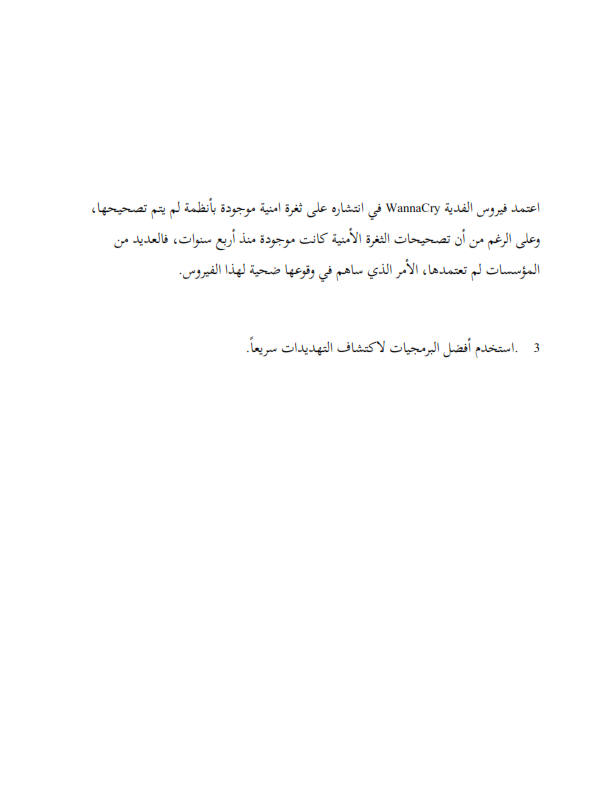 اعتمد فيروس الفدية WannaCry في انتشاره على ثغرة امنية موجودة بأنظمة لم يتم تصحيحها،
وعلى الرغم من أن تصحيحات الثغرة الأمنية كانت موجودة منذ أربع سنوات، فالعديد من
المؤسسات لم تعتمدها، الأمر الذي ساهم في وقوعها ضحية لهذا الفيروس.
3 .استخدم أفضل البرمجيات لاكتشاف التهديدات سريعاً.